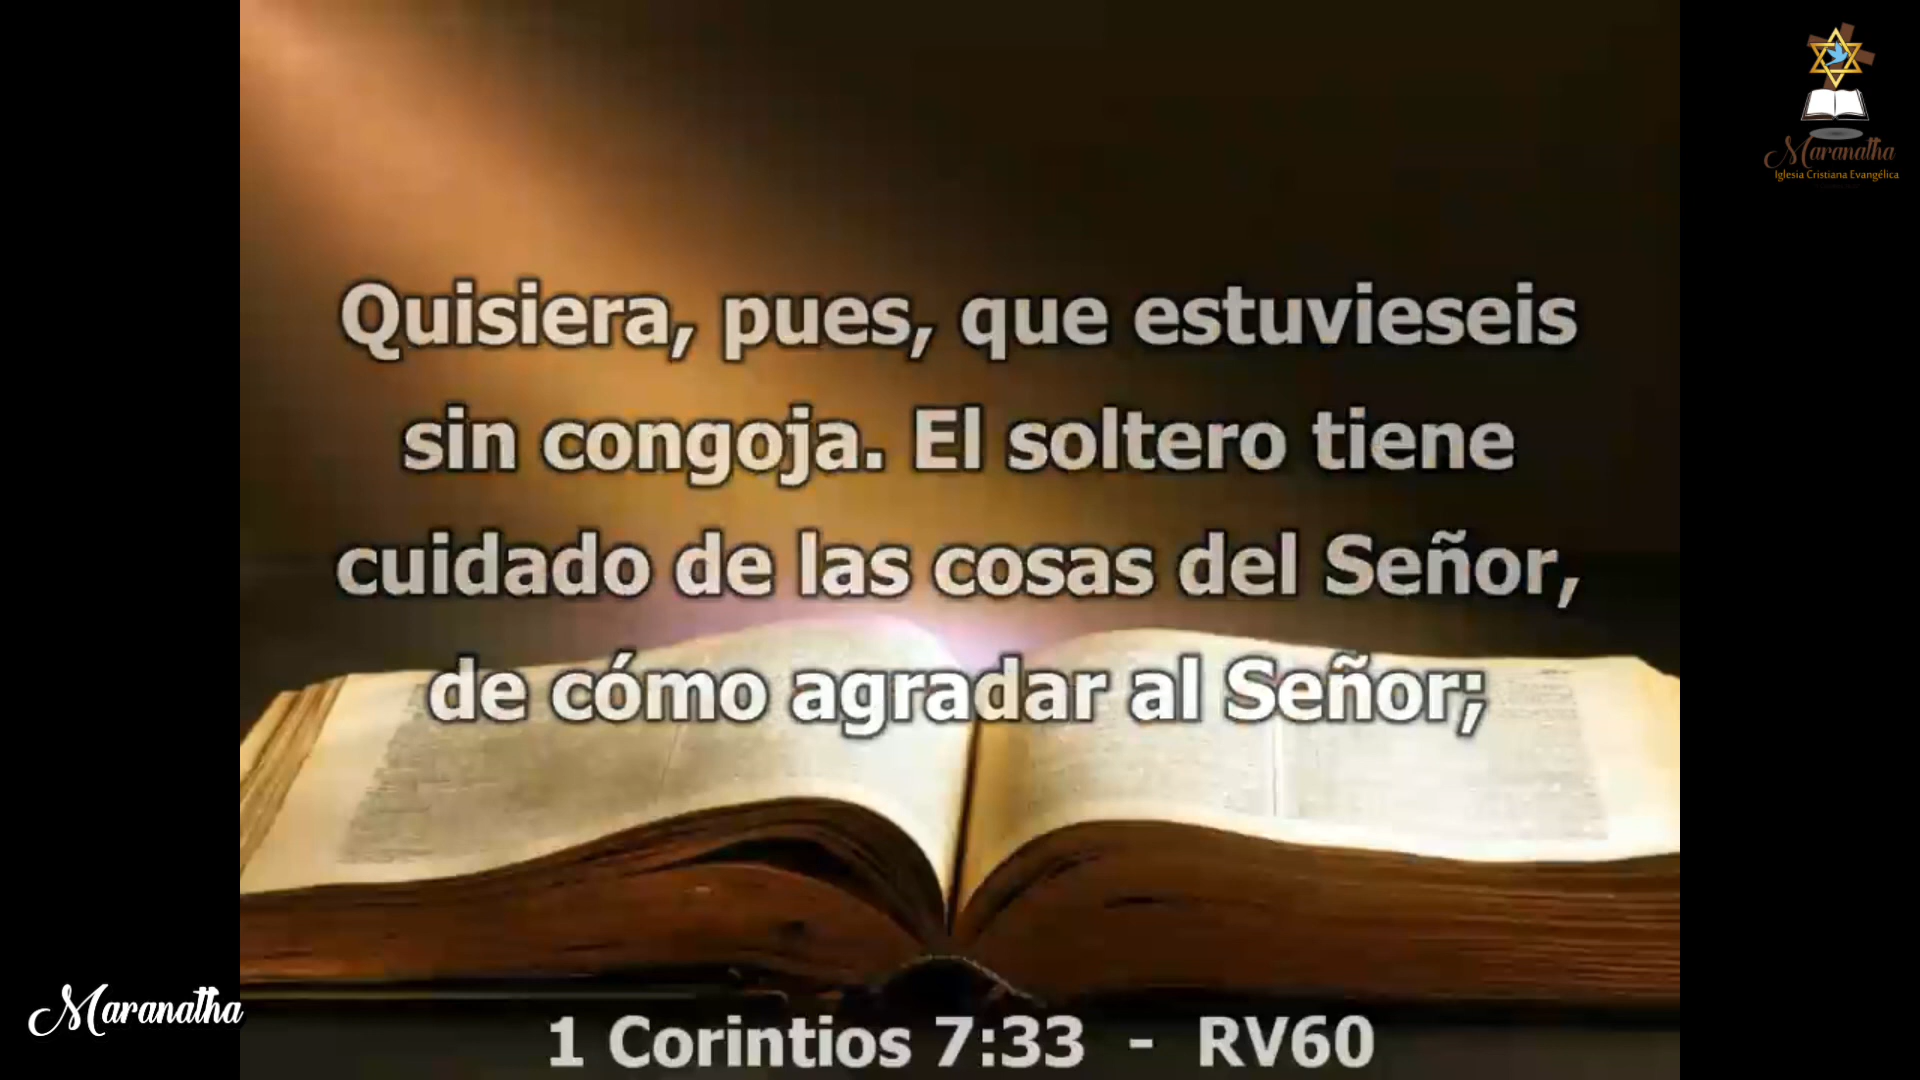 Maranatha
Iglesia Cristiana Evangélica
Quisiera, pues, que estuvieseis
sin congoja. El soltero tiene
cuidado de las cosas del Señor,
de cómo agradar al Señor;
Maranatha
1 Corintios 7:33 - RV60